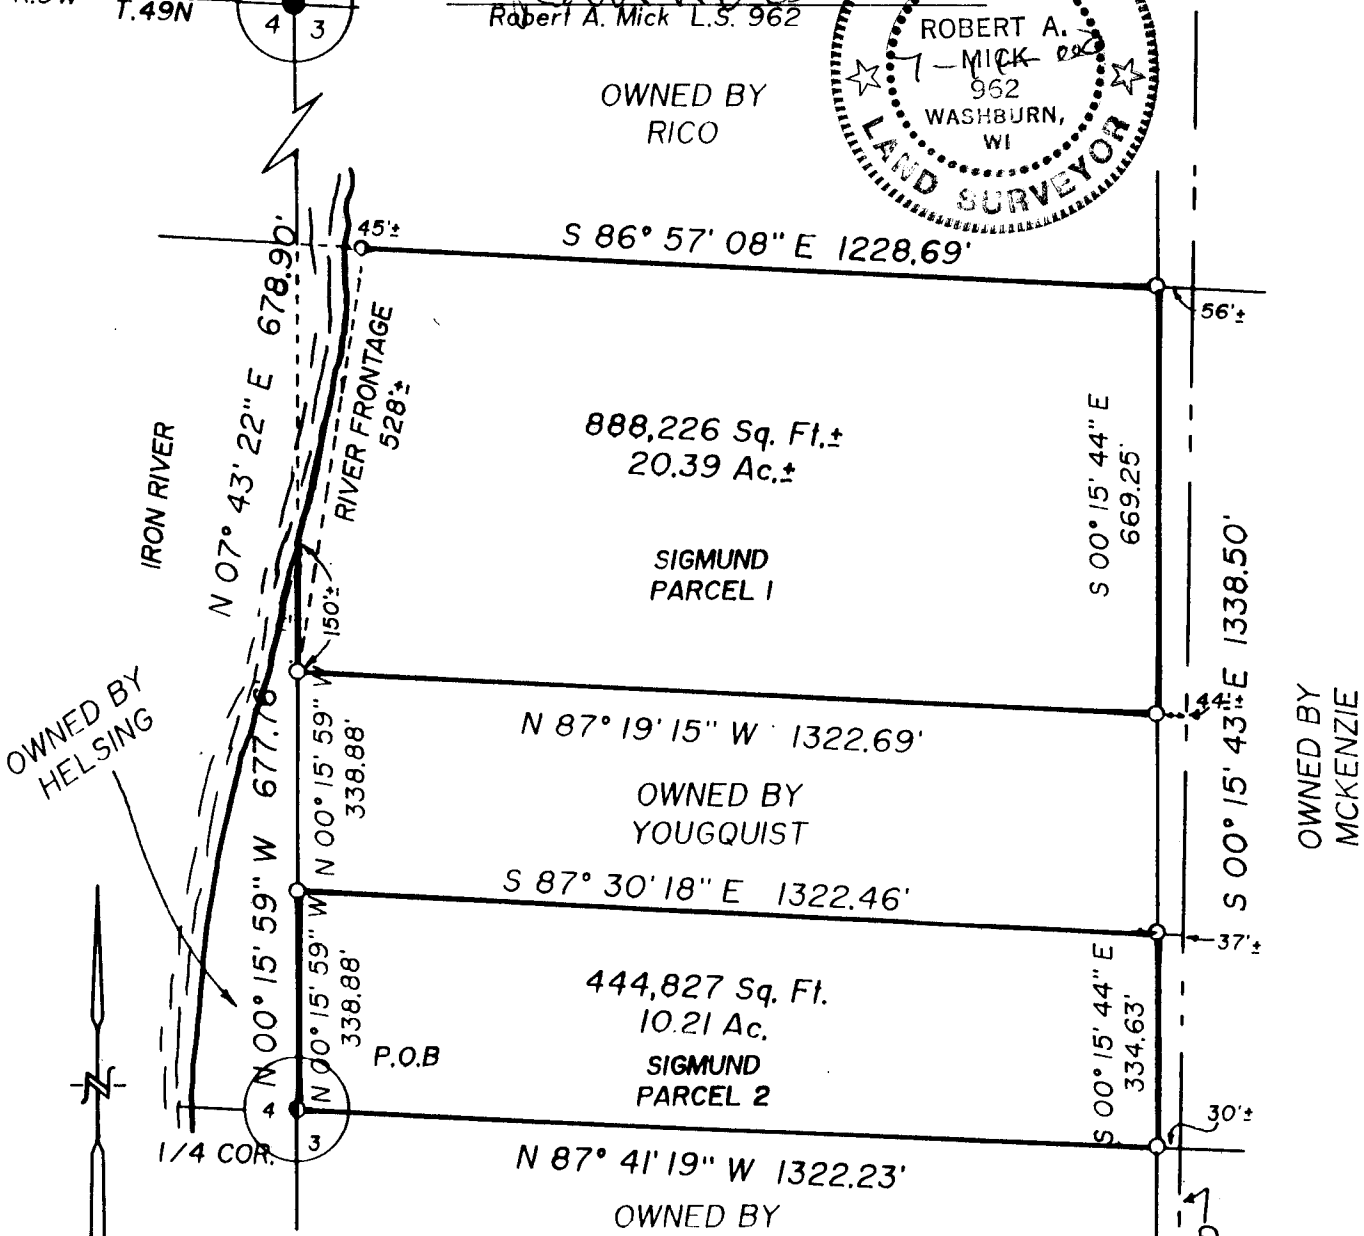 T.49N
4 3
Robert A. Mick L.S. 962
ROBERT A.
MICK
962
WASHBURN,
WI
LAND SURVEYOR
OWNED BY
RICO
45'±
S 86° 57' 08" E 1228.69'
56'±
N 07° 43' 22" E 678.90'
RIVER FRONTAGE
528'±
IRON RIVER
888,226 Sq. Ft.±
20.39 Ac.±
SIGMUND
PARCEL 1
S 00° 15' 44" E
669.25'
150'±
S 00° 15' 43" E 1338.50'
44'±
OWNED BY
MCKENZIE
N 87° 19' 15" W 1322.69'
OWNED BY
HELSING
N 00° 15' 59" W 677.76'
N 00° 15' 59" W
338.88'
OWNED BY
YOUGQUIST
S 87° 30' 18" E 1322.46'
37'±
N 00° 15' 59" W
338.88'
444,827 Sq. Ft.
10.21 Ac.
SIGMUND
PARCEL 2
S 00° 15' 44" E
334.63'
P.O.B
N
4
3
1/4 COR.
30'±
N 87° 41' 19" W 1322.23'
OWNED BY